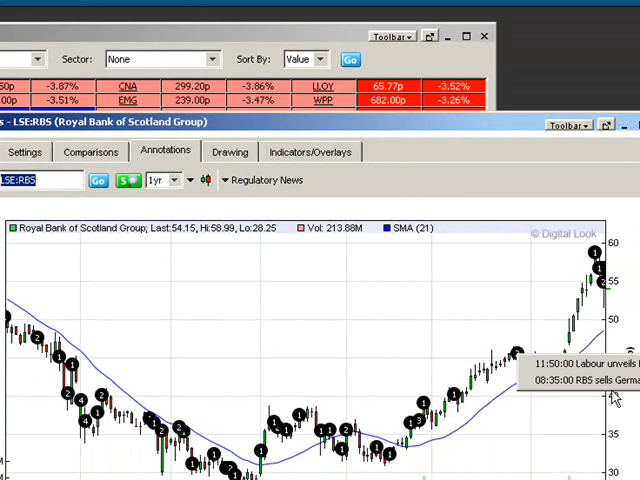 Toolbar
Sector: None Sort By: Value Go
-3.87% CNA 299.20p -3.86% LLOY 65.77p -3.52%
-3.51% EMG 239.00p -3.47% WPP 682.00p -3.26%
- LSE:RBS (Royal Bank of Scotland Group) Toolbar
Settings Comparisons Annotations Drawing Indicators/Overlays
LSE:RBS Go S 1yr Regulatory News
Royal Bank of Scotland Group; Last:54.15, Hi:58.99, Lo:28.25 Vol: 213.88M SMA (21)
© Digital Look
60
55
50
11:50:00 Labour unveils
08:35:00 RBS sells Germa
35
30